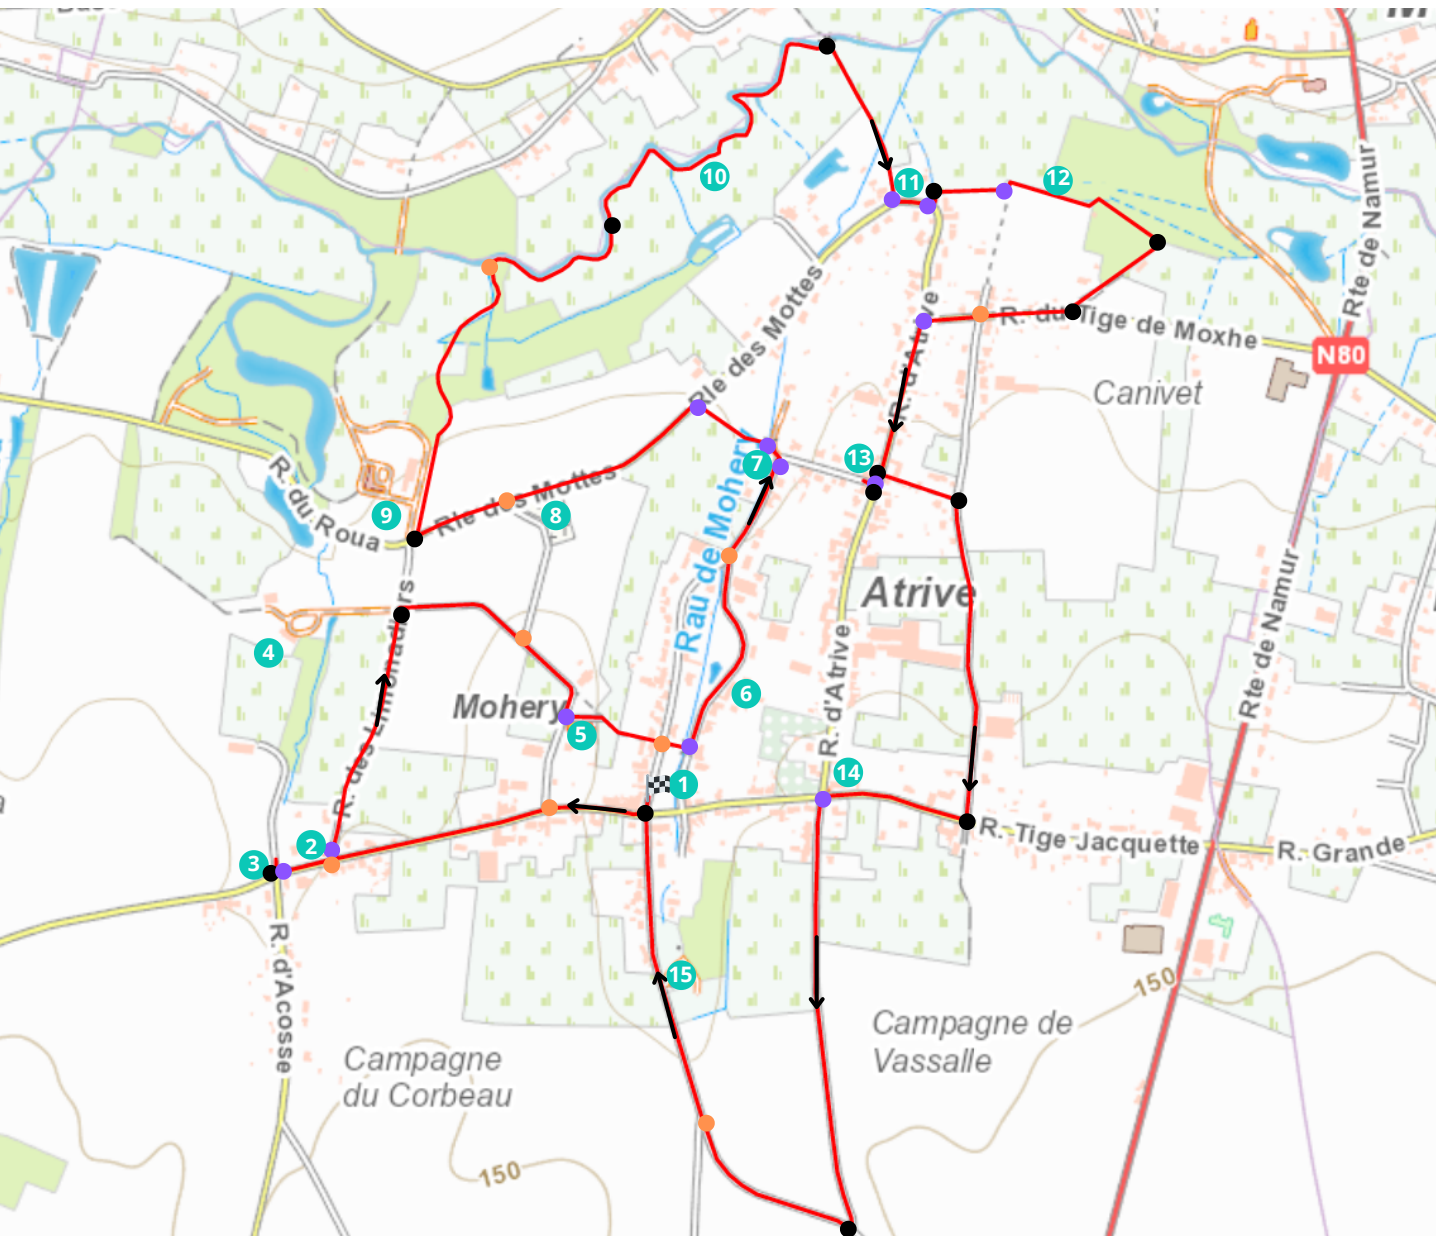 10
11
12
Rte de Namur
Rle des Mottes
R. d'Atrive
R. du Tige de Moxhe
N80
Canivet
R. du Roua
9
Rle des Mottes
8
7
13
Rau de Mohery
Atrive
Rte de Namur
4
R. des Limonadiers
Mohery
5
6
R. d'Atrive
1
14
2
3
R. Tige Jacquette
R. Grande
R. d'Acosse
15
150
Campagne de
Vassalle
Campagne
du Corbeau
150